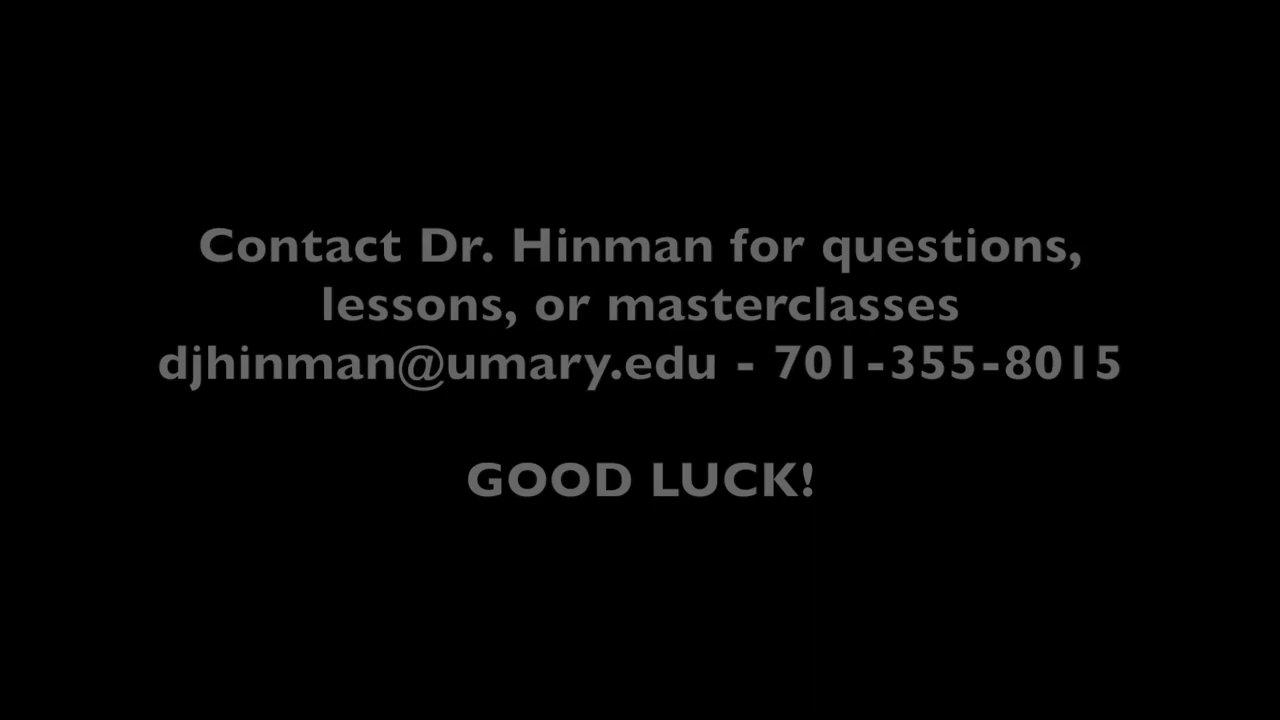 Contact Dr. Hinman for questions,
lessons, or masterclasses
djhinman@umary.edu - 701-355-8015
GOOD LUCK!